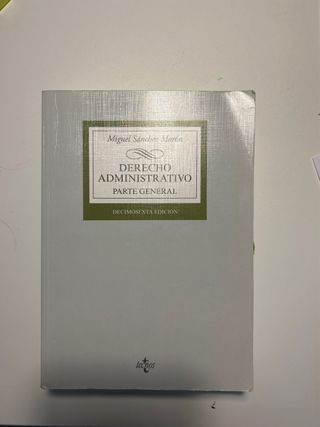 Miguel Sánchez Morón
DERECHO
ADMINISTRATIVO
PARTE GENERAL
DECIMOSEXTA EDICIÓN
tecnos